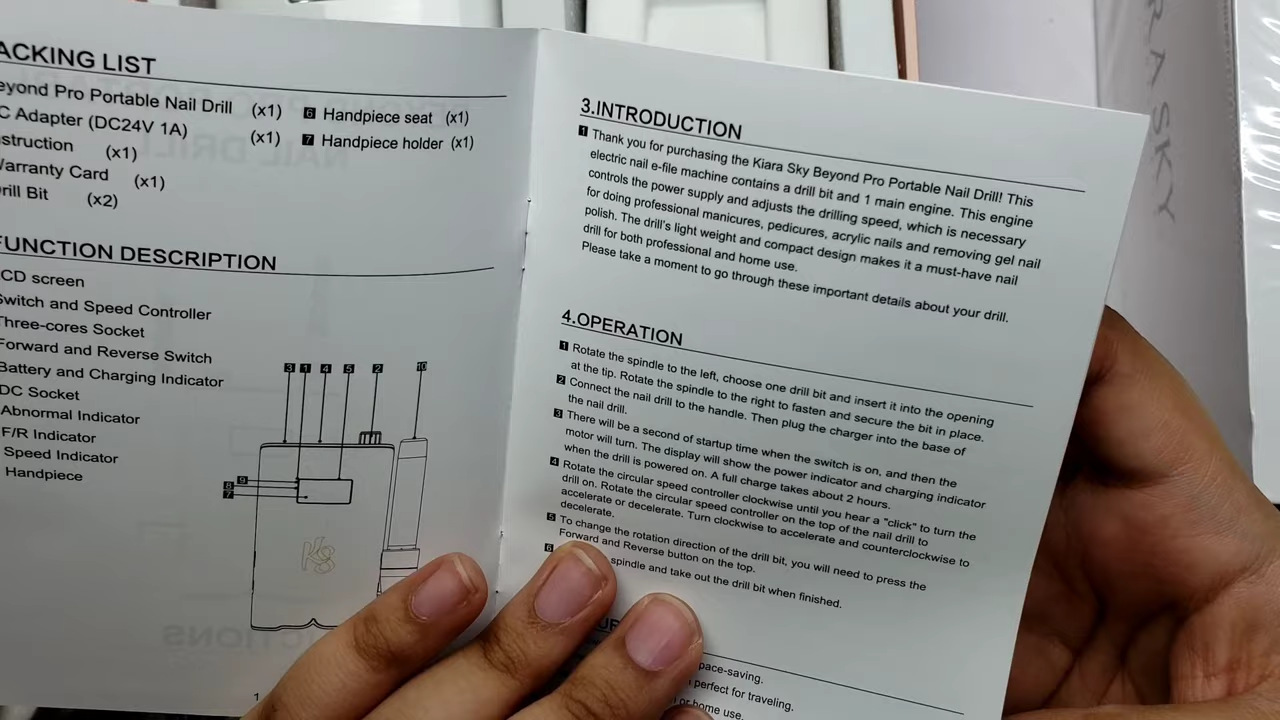 ACKING LIST
eyond Pro Portable Nail Drill (x1)
C Adapter (DC24V 1A) (x1)
struction (x1)
Warranty Card (x1)
rill Bit (x2)
6 Handpiece seat (x1)
7 Handpiece holder (x1)
FUNCTION DESCRIPTION
CD screen
Switch and Speed Controller
Three-cores Socket
Forward and Reverse Switch
Battery and Charging Indicator
DC Socket
Abnormal Indicator
F/R Indicator
Speed Indicator
Handpiece
3 1 4 5 2 10
9
8
7
KS
1
3.INTRODUCTION
1 Thank you for purchasing the Kiara Sky Beyond Pro Portable Nail Drill! This
electric nail e-file machine contains a drill bit and 1 main engine. This engine
controls the power supply and adjusts the drilling speed, which is necessary
for doing professional manicures, pedicures, acrylic nails and removing gel nail
polish. The drill's light weight and compact design makes it a must-have nail
drill for both professional and home use.
Please take a moment to go through these important details about your drill.
4.OPERATION
1 Rotate the spindle to the left, choose one drill bit and insert it into the opening
at the tip. Rotate the spindle to the right to fasten and secure the bit in place.
2 Connect the nail drill to the handle. Then plug the charger into the base of
the nail drill.
3 There will be a second of startup time when the switch is on, and then the
motor will turn. The display will show the power indicator and charging indicator
when the drill is powered on. A full charge takes about 2 hours.
4 Rotate the circular speed controller clockwise until you hear a "click" to turn the
drill on. Rotate the circular speed controller on the top of the nail drill to
accelerate or decelerate. Turn clockwise to accelerate and counterclockwise to
decelerate.
5 To change the rotation direction of the drill bit, you will need to press the
Forward and Reverse button on the top.
6 spindle and take out the drill bit when finished.
pace-saving.
perfect for traveling.
or home use.
RA SKY